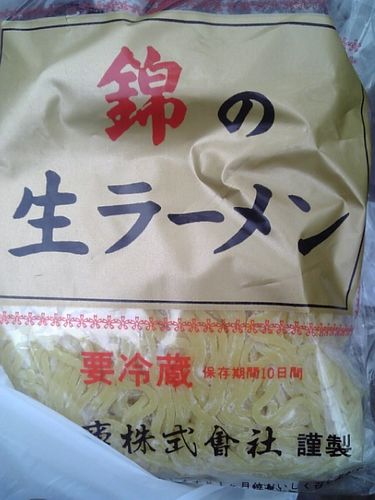 錦の
生ラーメン
要冷蔵 保存期間10日間
株式會社 謹製